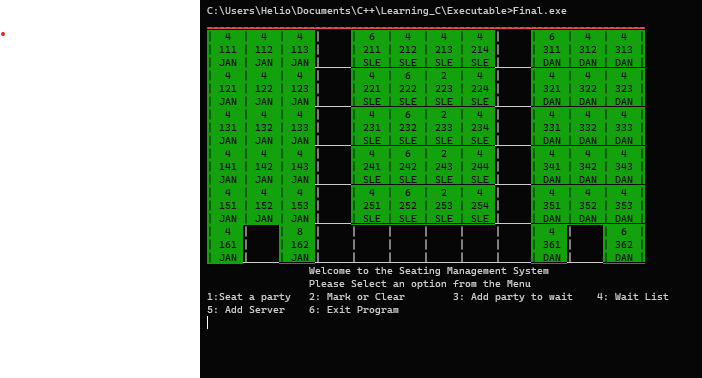 C:\Users\Helio\Documents\C++\Learning_C\Executable>Final.exe
| 4 | 4 | 4 | | 6 | 4 | 4 | 4 | | 6 | 4 | 4 |
| 111 | 112 | 113 | | 211 | 212 | 213 | 214 | | 311 | 312 | 313 |
| JAN | JAN | JAN | | SLE | SLE | SLE | SLE | | DAN | DAN | DAN |
| 4 | 4 | 4 | | 4 | 6 | 2 | 4 | | 4 | 4 | 4 |
| 121 | 122 | 123 | | 221 | 222 | 223 | 224 | | 321 | 322 | 323 |
| JAN | JAN | JAN | | SLE | SLE | SLE | SLE | | DAN | DAN | DAN |
| 4 | 4 | 4 | | 4 | 6 | 2 | 4 | | 4 | 4 | 4 |
| 131 | 132 | 133 | | 231 | 232 | 233 | 234 | | 331 | 332 | 333 |
| JAN | JAN | JAN | | SLE | SLE | SLE | SLE | | DAN | DAN | DAN |
| 4 | 4 | 4 | | 4 | 6 | 2 | 4 | | 4 | 4 | 4 |
| 141 | 142 | 143 | | 241 | 242 | 243 | 244 | | 341 | 342 | 343 |
| JAN | JAN | JAN | | SLE | SLE | SLE | SLE | | DAN | DAN | DAN |
| 4 | 4 | 4 | | 4 | 6 | 2 | 4 | | 4 | 4 | 4 |
| 151 | 152 | 153 | | 251 | 252 | 253 | 254 | | 351 | 352 | 353 |
| JAN | JAN | JAN | | SLE | SLE | SLE | SLE | | DAN | DAN | DAN |
| 4 | | 8 | | | | | | | 4 | | 6 |
| 161 | | 162 | | | | | | | 361 | | 362 |
| JAN | | JAN | | | | | | | DAN | | DAN |
Welcome to the Seating Management System
Please Select an option from the Menu
1:Seat a party 2: Mark or Clear 3: Add party to wait 4: Wait List
5: Add Server 6: Exit Program